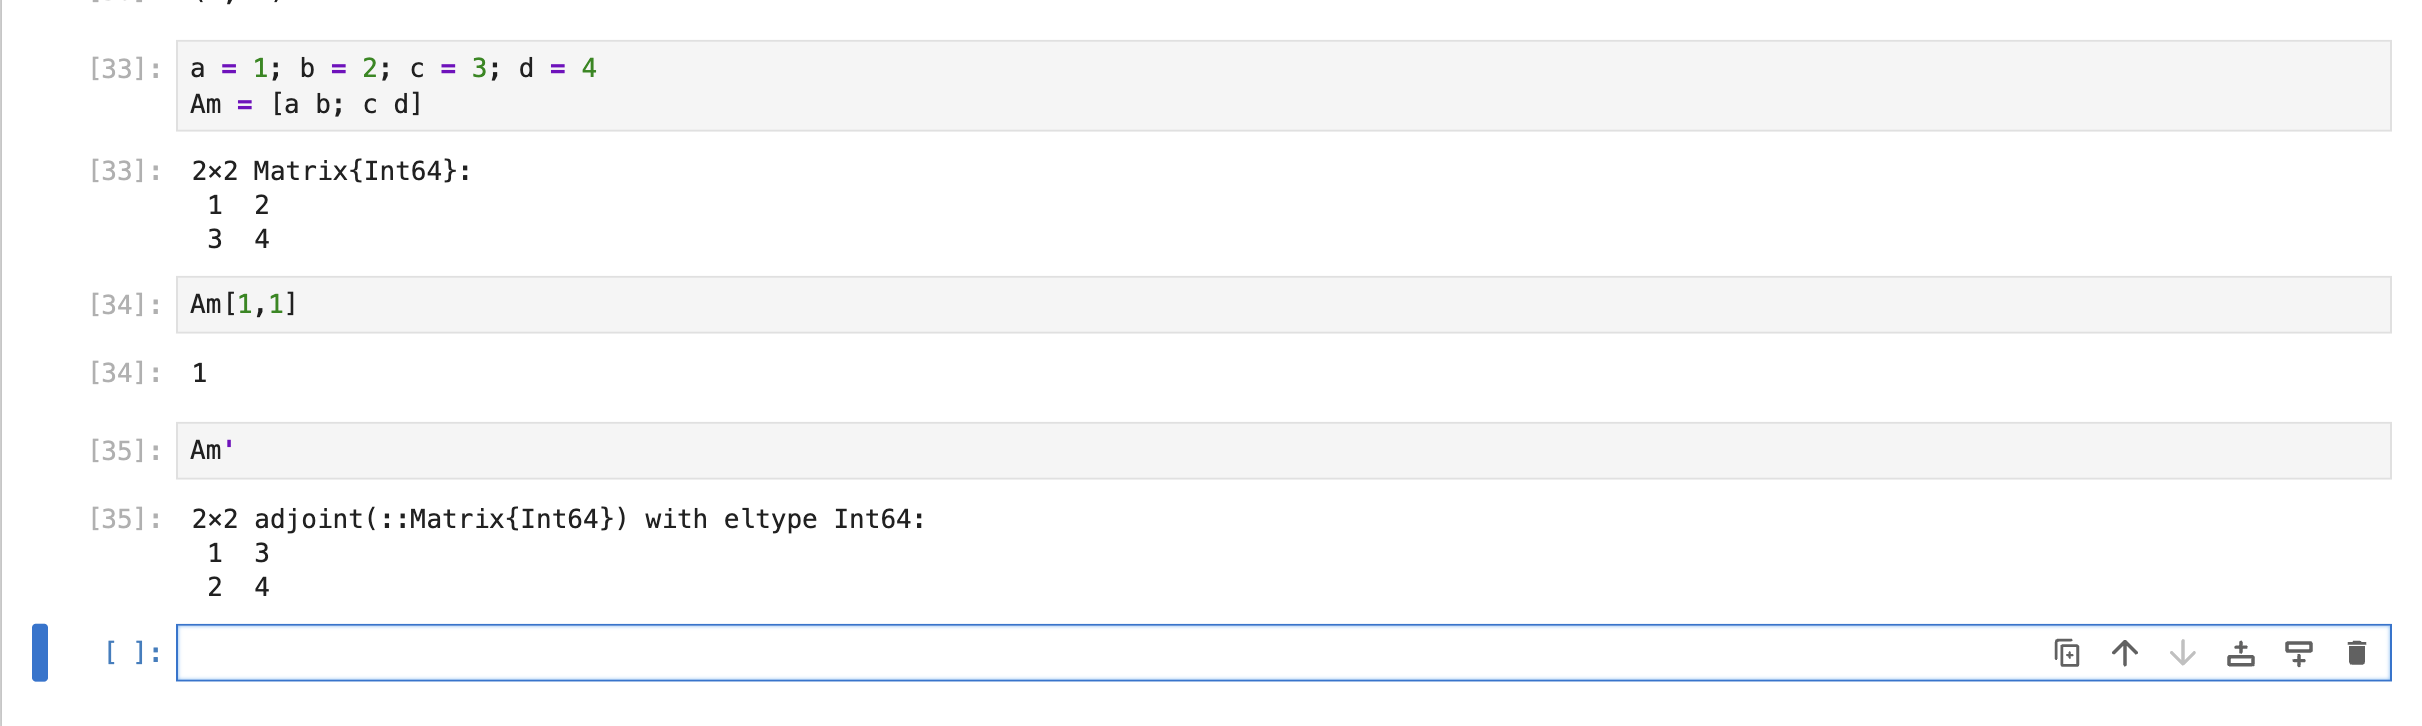 [33]: a = 1; b = 2; c = 3; d = 4
Am = [a b; c d]
[33]: 2×2 Matrix{Int64}:
1 2
3 4
[34]: Am[1,1]
[34]: 1
[35]: Am'
[35]: 2×2 adjoint(::Matrix{Int64}) with eltype Int64:
1 3
2 4
[ ]: